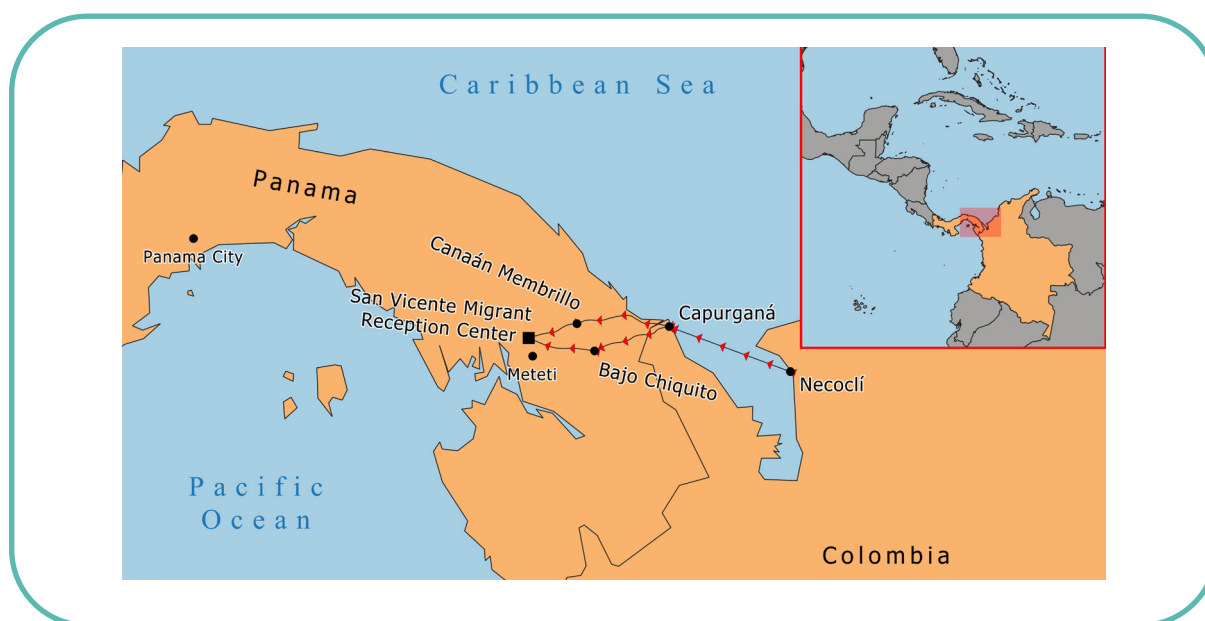 Caribbean Sea
Panama
Panama City
Canaán Membrillo
San Vicente Migrant
Reception Center
Capurganá
Meteti
Bajo Chiquito
Necoclí
Pacific
Ocean
Colombia